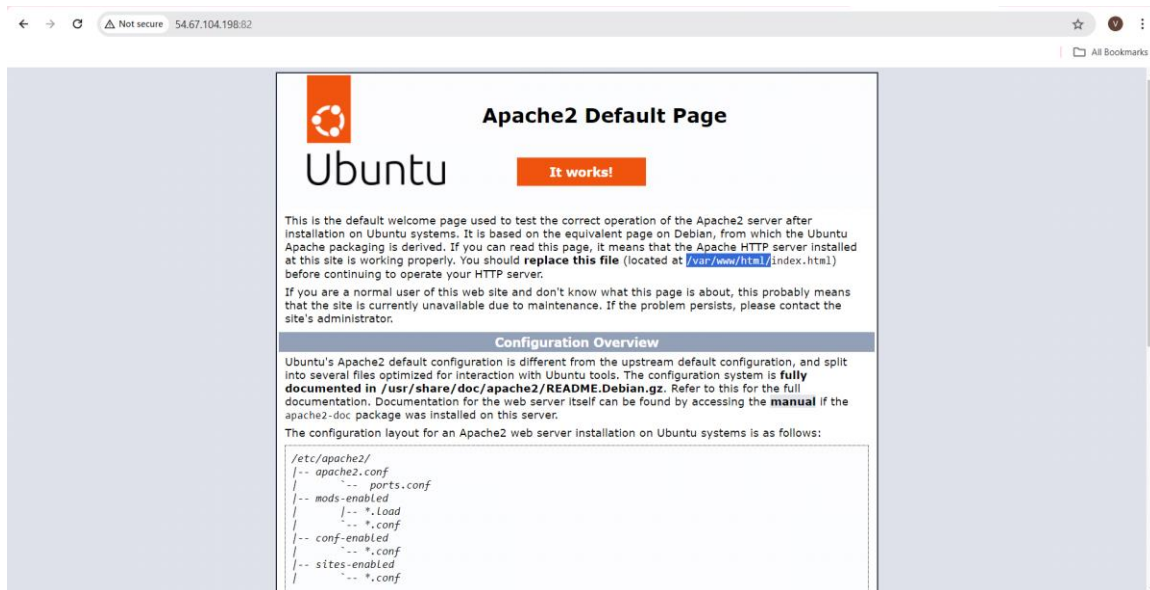 Not secure 54.67.104.198:82
V
All Bookmarks
Apache2 Default Page
Ubuntu
It works!
This is the default welcome page used to test the correct operation of the Apache2 server after
installation on Ubuntu systems. It is based on the equivalent page on Debian, from which the Ubuntu
Apache packaging is derived. If you can read this page, it means that the Apache HTTP server installed
at this site is working properly. You should replace this file (located at /var/www/html/index.html)
before continuing to operate your HTTP server.
If you are a normal user of this web site and don't know what this page is about, this probably means
that the site is currently unavailable due to maintenance. If the problem persists, please contact the
site's administrator.
Configuration Overview
Ubuntu's Apache2 default configuration is different from the upstream default configuration, and split
into several files optimized for interaction with Ubuntu tools. The configuration system is fully
documented in /usr/share/doc/apache2/README.Debian.gz. Refer to this for the full
documentation. Documentation for the web server itself can be found by accessing the manual if the
apache2-doc package was installed on this server.
The configuration layout for an Apache2 web server installation on Ubuntu systems is as follows:
/etc/apache2/
|-- apache2.conf
|       `--  ports.conf
|-- mods-enabled
|       |-- *.load
|       `-- *.conf
|-- conf-enabled
|       `-- *.conf
|-- sites-enabled
|       `-- *.conf